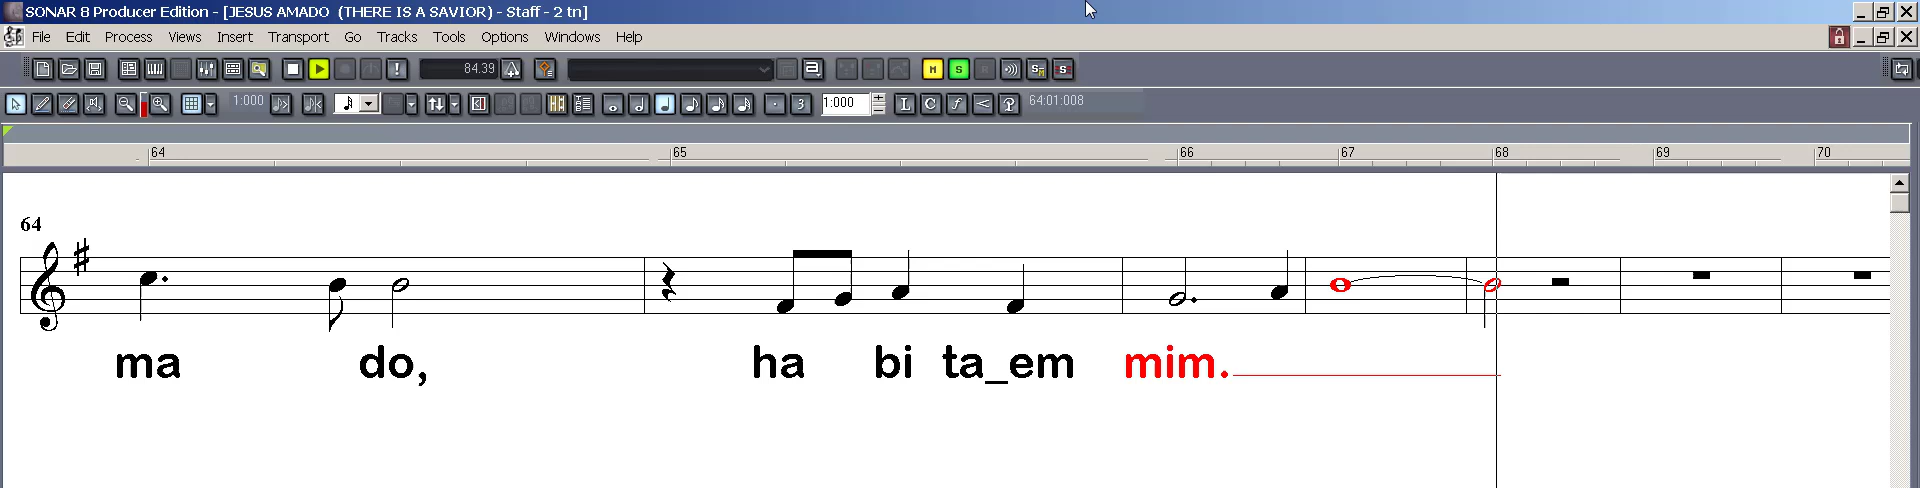 SONAR 8 Producer Edition - [JESUS AMADO (THERE IS A SAVIOR) - Staff - 2 tn]
File Edit Process Views Insert Transport Go Tracks Tools Options Windows Help
84.39 M S
1:000 3 1:000 L C f < 64:01:008
64 65 66 67 68 69 70
64
ma do, ha bi ta_em mim.